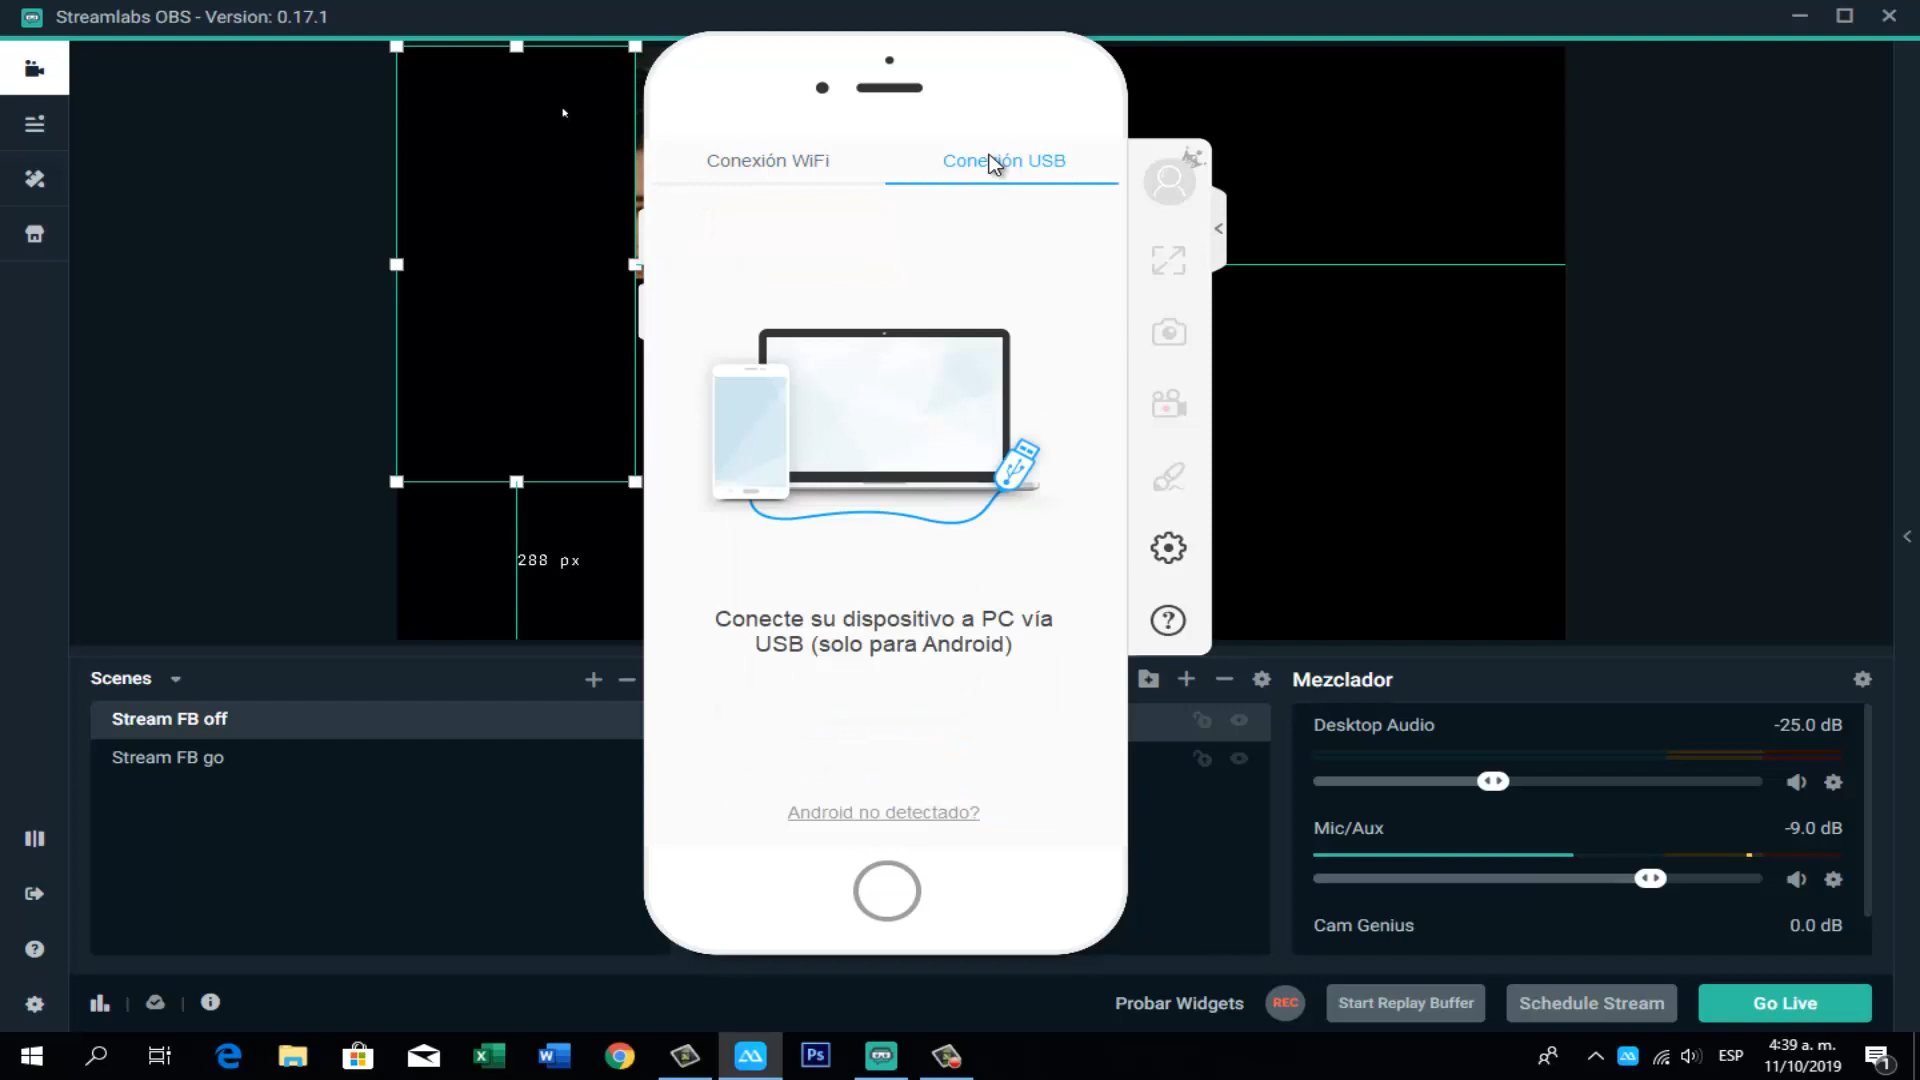 Streamlabs OBS - Version: 0.17.1
Conexión WiFi
Conexión USB
288 px
Conecte su dispositivo a PC vía
USB (solo para Android)
Android no detectado?
Scenes
Stream FB off
Stream FB go
Mezclador
Desktop Audio
-25.0 dB
Mic/Aux
-9.0 dB
Cam Genius
0.0 dB
Probar Widgets
REC
Start Replay Buffer
Schedule Stream
Go Live
Ps
ESP
4:39 a. m.
11/10/2019
1